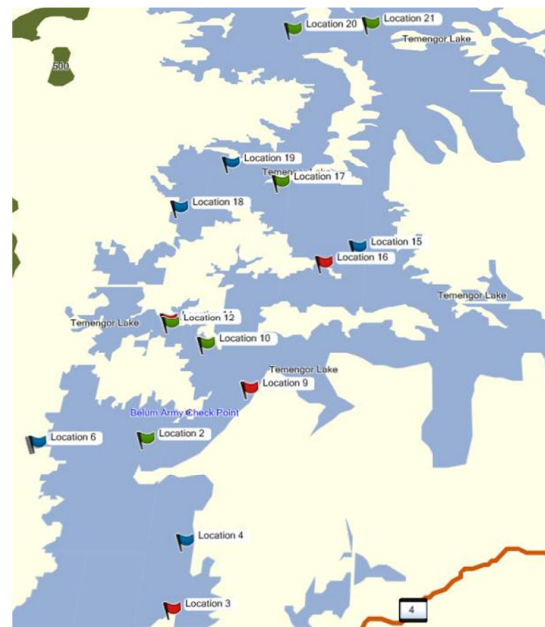 Location 20
Location 21
Temengor Lake
500
Location 19
Location 17
Location 18
Location 15
Location 16
Temengor Lake
Location 12
Temengor Lake
Location 10
Temengor Lake
Location 9
Belum Army Check Point
Location 6
Location 2
Location 4
Location 3
4